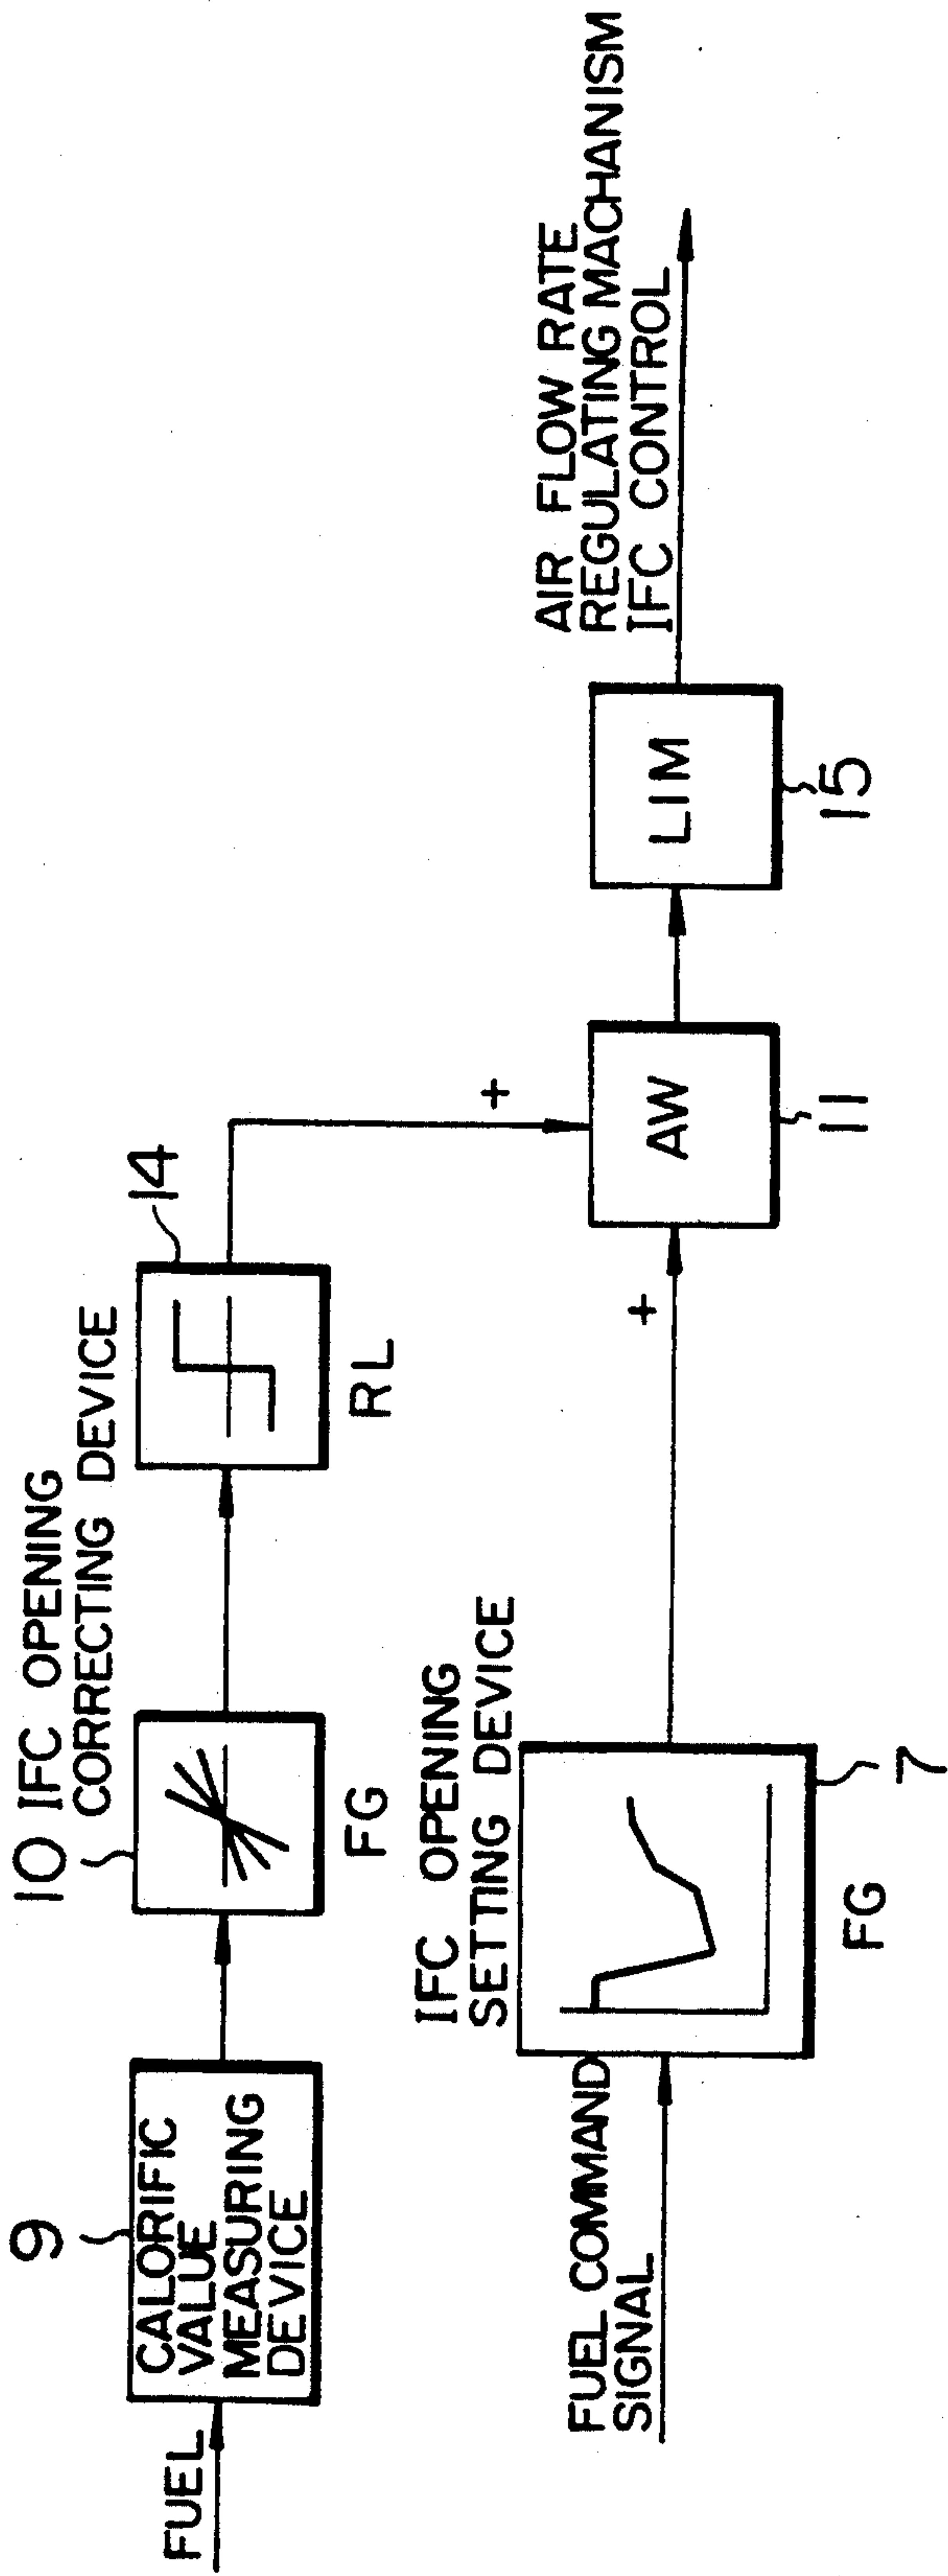 FUEL
9
CALORIFIC
VALUE
MEASURING
DEVICE
10 IFC OPENING
CORRECTING DEVICE
FG
14
RL
FUEL COMMAND
SIGNAL
IFC OPENING
SETTING DEVICE
FG
7
+
+
AW
11
LIM
15
AIR FLOW RATE
REGULATING MACHANISM
IFC CONTROL